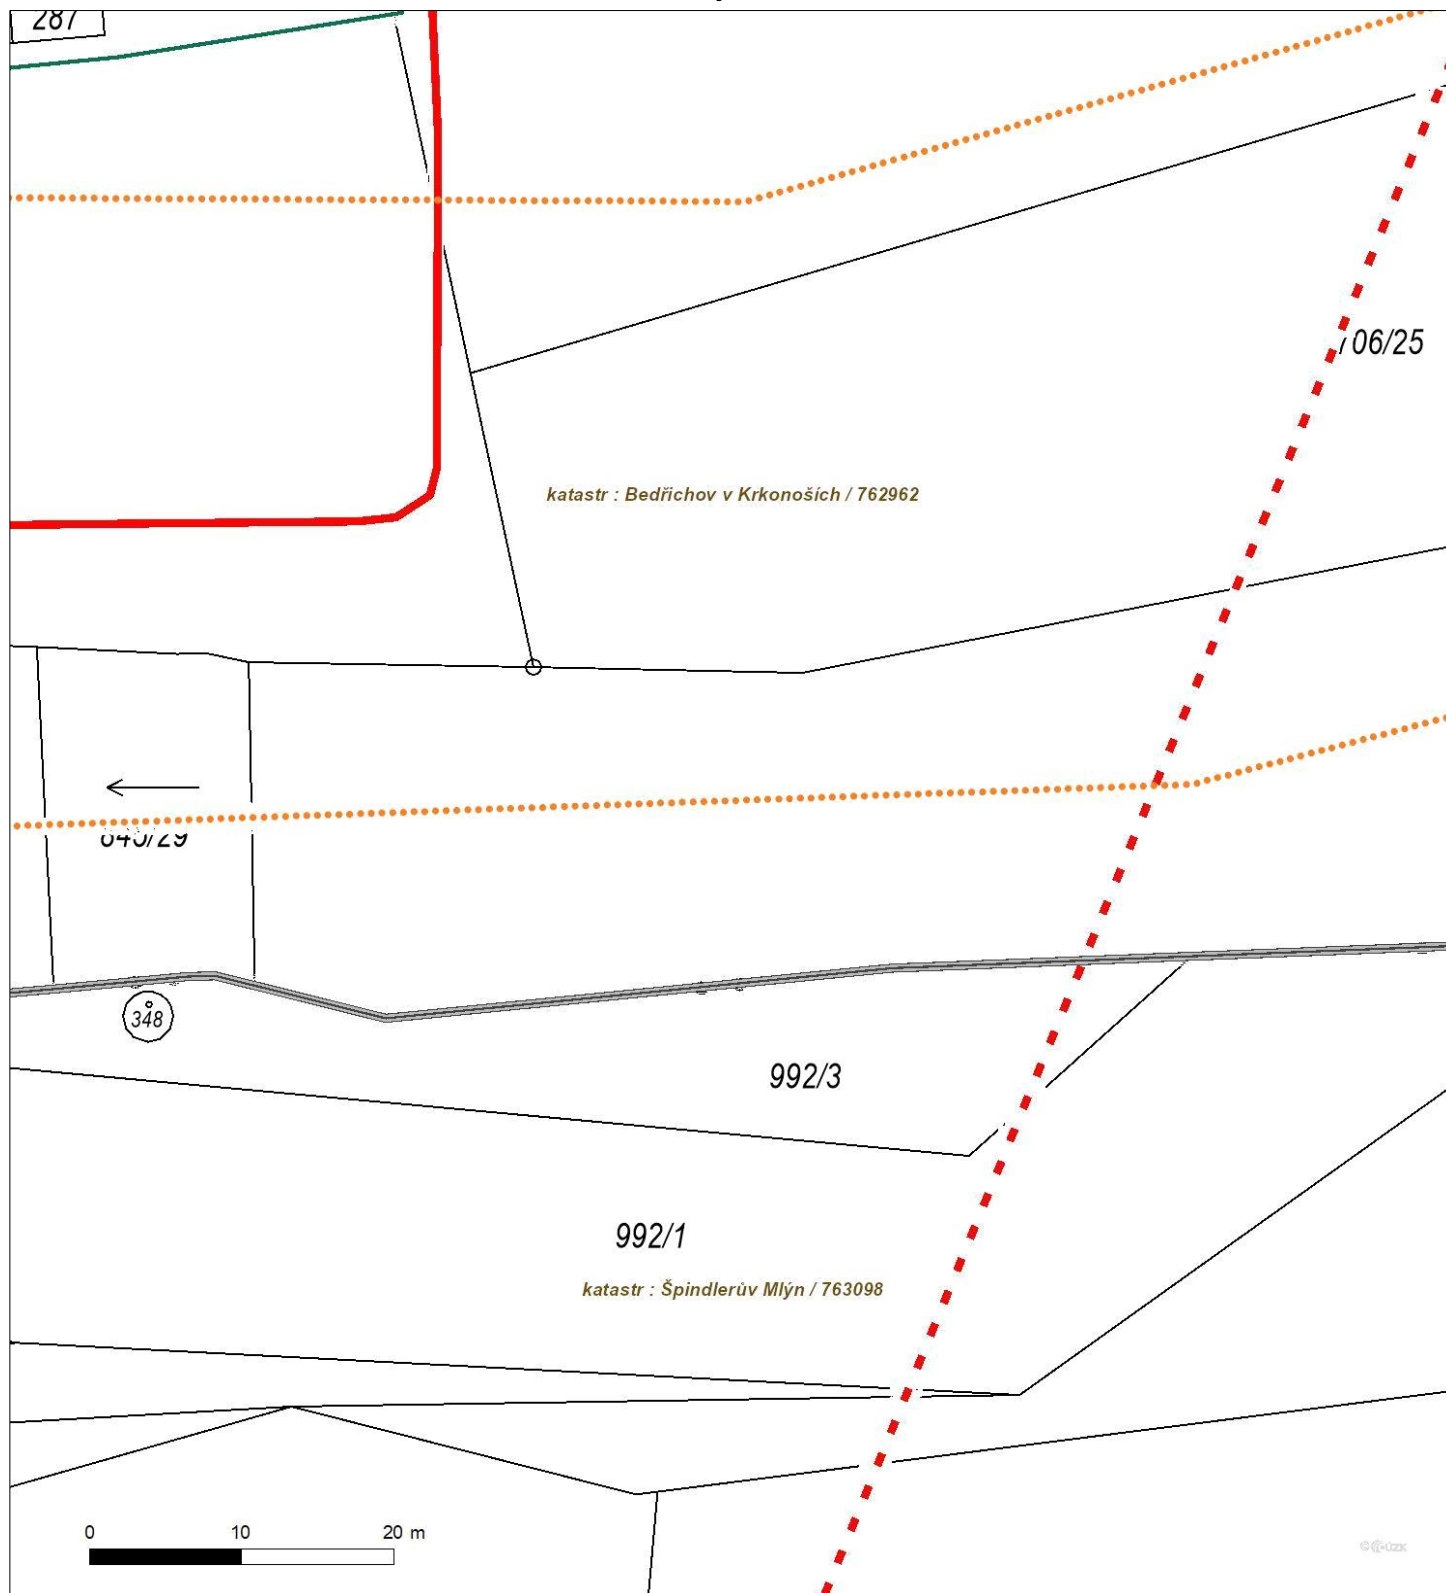 287
06/25
katastr : Bedřichov v Krkonoších / 762962
348
992/3
992/1
katastr : Špindlerův Mlýn / 763098
0 10 20 m